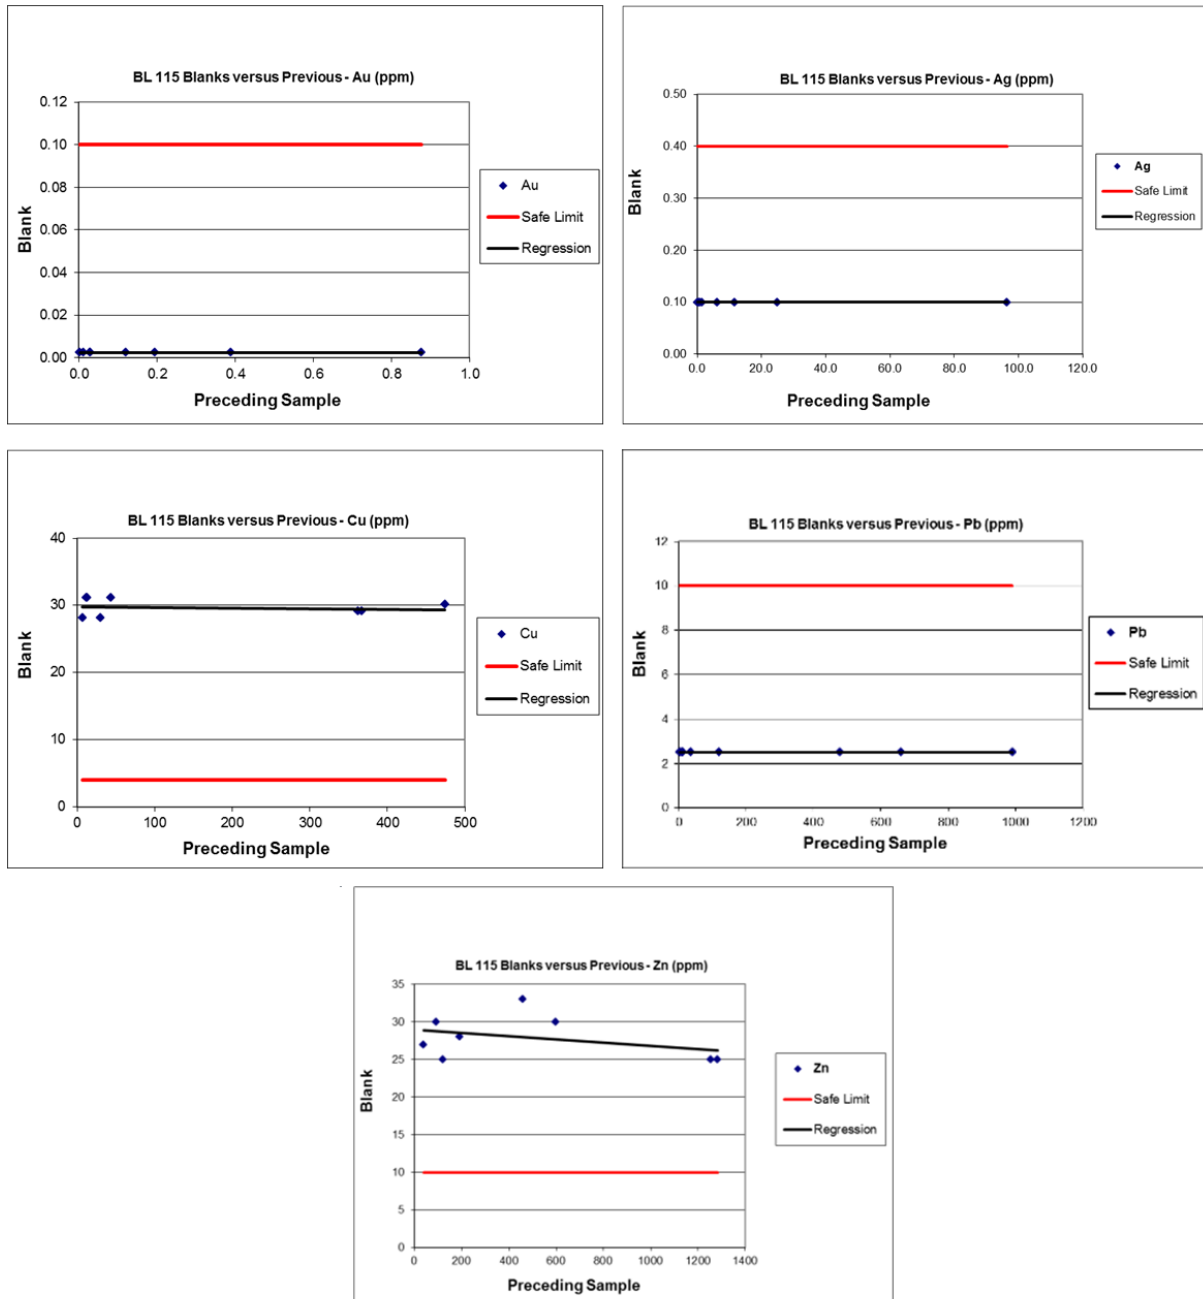 BL 115 Blanks versus Previous - Au (ppm)
0.12
0.10
0.08
0.06
0.04
0.02
0.00
0.0 0.2 0.4 0.6 0.8 1.0
Blank
Preceding Sample
Au
Safe Limit
Regression
BL 115 Blanks versus Previous - Ag (ppm)
0.50
0.40
0.30
0.20
0.10
0.00
0.0 20.0 40.0 60.0 80.0 100.0 120.0
Blank
Preceding Sample
Ag
Safe Limit
Regression
BL 115 Blanks versus Previous - Cu (ppm)
40
30
20
10
0
0 100 200 300 400 500
Blank
Preceding Sample
Cu
Safe Limit
Regression
BL 115 Blanks versus Previous - Pb (ppm)
12
10
8
6
4
2
0
0 200 400 600 800 1000 1200
Blank
Preceding Sample
Pb
Safe Limit
Regression
BL 115 Blanks versus Previous - Zn (ppm)
35
30
25
20
15
10
5
0
0 200 400 600 800 1000 1200 1400
Blank
Preceding Sample
Zn
Safe Limit
Regression